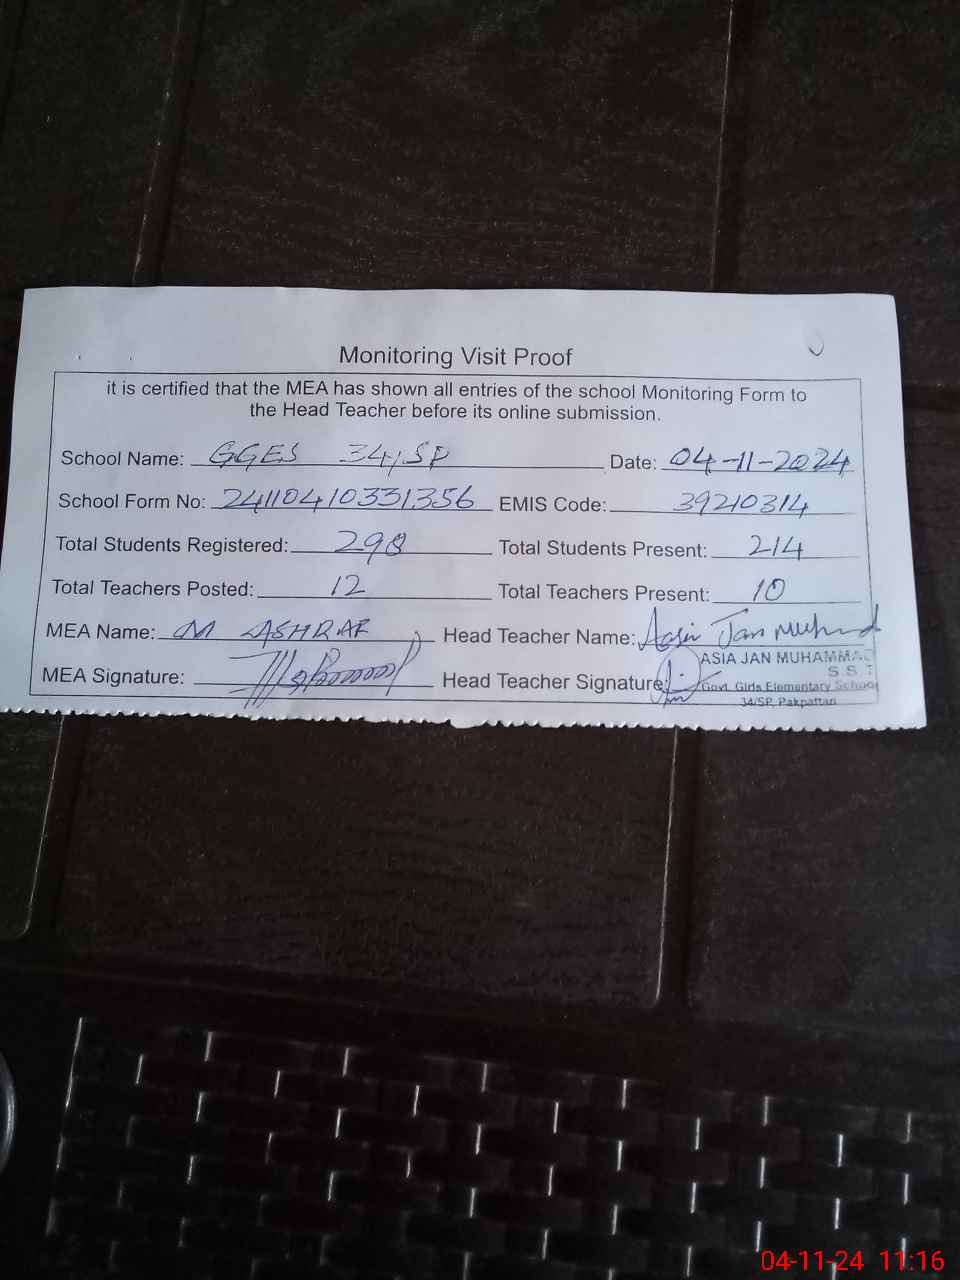 Monitoring Visit Proof
it is certified that the MEA has shown all entries of the school Monitoring Form to
the Head Teacher before its online submission.
School Name: GGES 34/SP Date: 04-11-2024
School Form No: 24110410331356 EMIS Code: 39210314
Total Students Registered: 298 Total Students Present: 214
Total Teachers Posted: 12 Total Teachers Present: 10
MEA Name: M ASHRAF Head Teacher Name: Jan Muhmd
MEA Signature: Head Teacher Signature:
ASIA JAN MUHAMMAD
S.S.T
Govt. Girls Elementary School
34/SP, Pakpattan
04-11-24 11:16